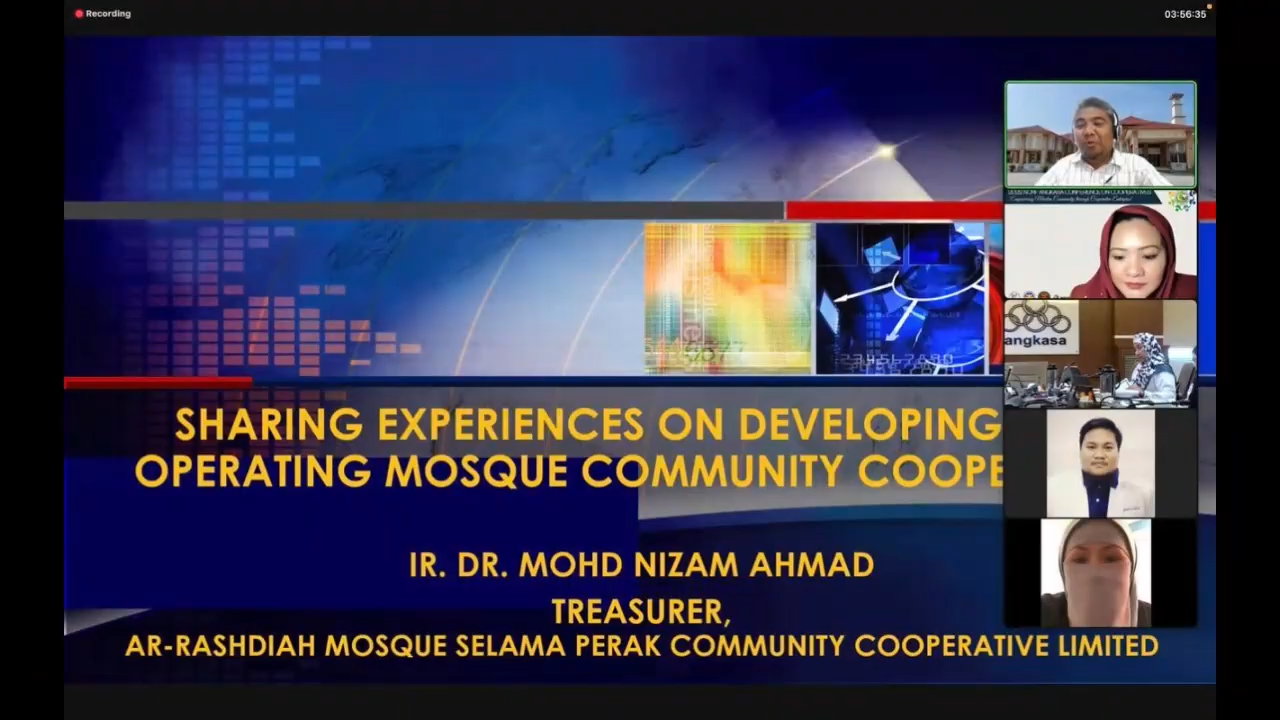 Recording
03:56:35
SHARING EXPERIENCES ON DEVELOPING
OPERATING MOSQUE COMMUNITY COOPE
IR. DR. MOHD NIZAM AHMAD
TREASURER,
AR-RASHDIAH MOSQUE SELAMA PERAK COMMUNITY COOPERATIVE LIMITED
angkasa